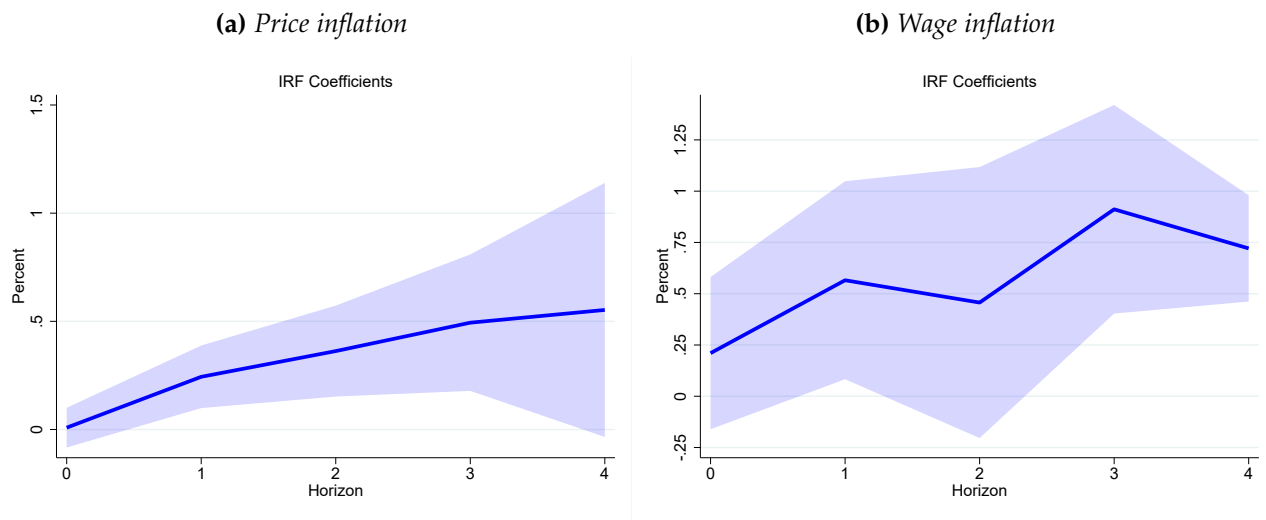 (a) Price inflation
IRF Coefficients
1.5
1
.5
0
Percent
0 1 2 3 4
Horizon
(b) Wage inflation
IRF Coefficients
1.25
1
.75
.5
.25
0
-.25
Percent
0 1 2 3 4
Horizon